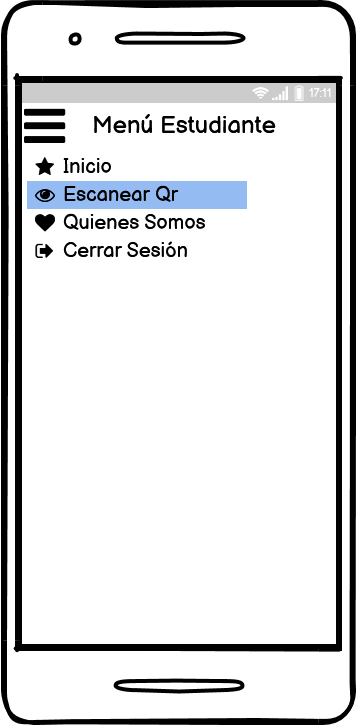 17:11
Menú Estudiante
Inicio
Escanear Qr
Quienes Somos
Cerrar Sesión